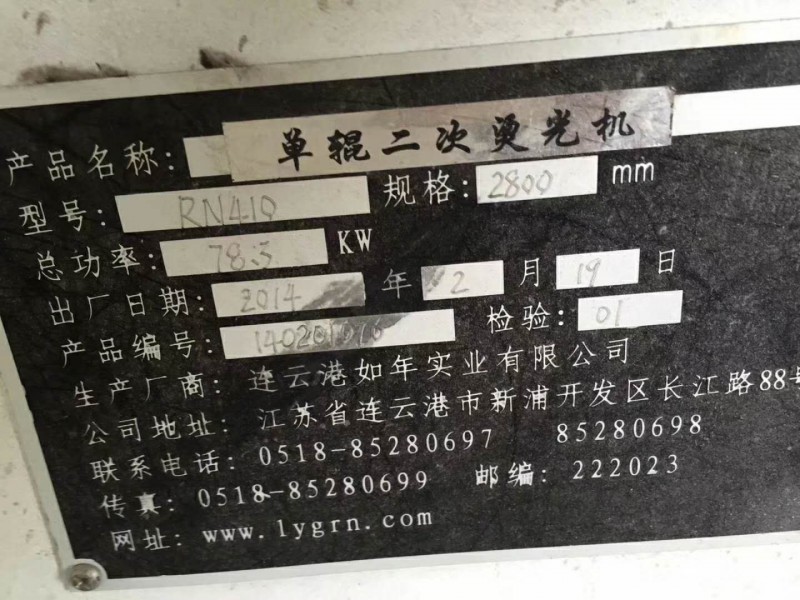 产品名称: 单辊二次烫光机
型号: RN410 规格: 2800 mm
总功率: 78.5 KW
出厂日期: 2014 年 2 月 19 日
产品编号: 检验: 01
生产厂商: 连云港如年实业有限公司
公司地址: 江苏省连云港市新浦开发区长江路88号
联系电话: 0518-85280697 85280698
传真: 0518-85280699 邮编: 222023
网址: www.lygrn.com